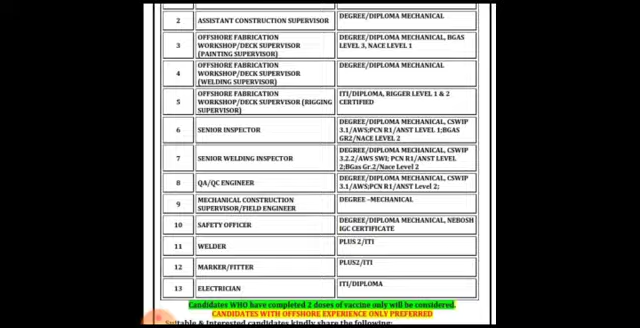 2 ASSISTANT CONSTRUCTION SUPERVISOR DEGREE/DIPLOMA MECHANICAL
3 OFFSHORE FABRICATION DEGREE/DIPLOMA MECHANICAL, BGAS
WORKSHOP/DECK SUPERVISOR LEVEL 3, NACE LEVEL 1
(PAINTING SUPERVISOR)
4 OFFSHORE FABRICATION DEGREE/DIPLOMA MECHANICAL
WORKSHOP/DECK SUPERVISOR
(WELDING SUPERVISOR)
5 OFFSHORE FABRICATION ITI/DIPLOMA, RIGGER LEVEL 1 & 2
WORKSHOP/DECK SUPERVISOR (RIGGING CERTIFIED
SUPERVISOR)
6 SENIOR INSPECTOR DEGREE/DIPLOMA MECHANICAL, CSWIP
3.1/AWS;PCN R1/ANST LEVEL 1;BGAS
GR2/NACE LEVEL 2
7 SENIOR WELDING INSPECTOR DEGREE/DIPLOMA MECHANICAL, CSWIP
3.2.2/AWS SWI; PCN R1/ANST LEVEL
2;BGas Gr.2/Nace Level 2
8 QA/QC ENGINEER DEGREE/DIPLOMA MECHANICAL, CSWIP
3.1/AWS;PCN R1/ANST Level 2;
9 MECHANICAL CONSTRUCTION DEGREE –MECHANICAL
SUPERVISOR/FIELD ENGINEER
10 SAFETY OFFICER DEGREE/DIPLOMA MECHANICAL, NEBOSH
IGC CERTIFICATE
11 WELDER PLUS 2/ITI
12 MARKER/FITTER PLUS2/ITI
13 ELECTRICIAN ITI/DIPLOMA
Candidates WHO have completed 2 doses of vaccine only will be considered.
CANDIDATES WITH OFFSHORE EXPERIENCE ONLY PREFERRED
Suitable & Interested candidates kindly share the following: